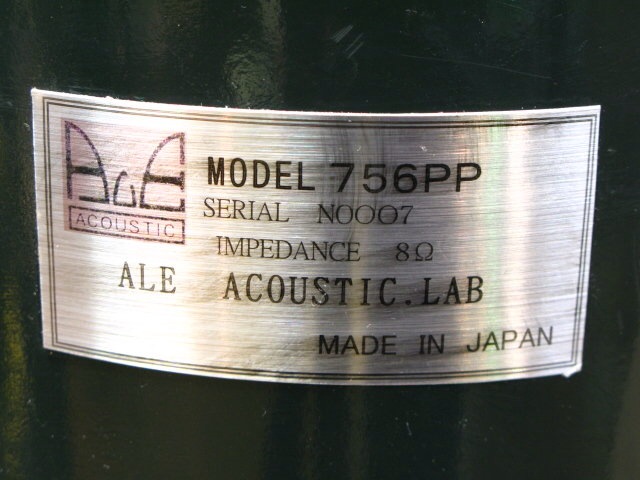 ALE
ACOUSTIC
MODEL 756PP
SERIAL N0007
IMPEDANCE 8Ω
ALE ACOUSTIC.LAB
MADE IN JAPAN